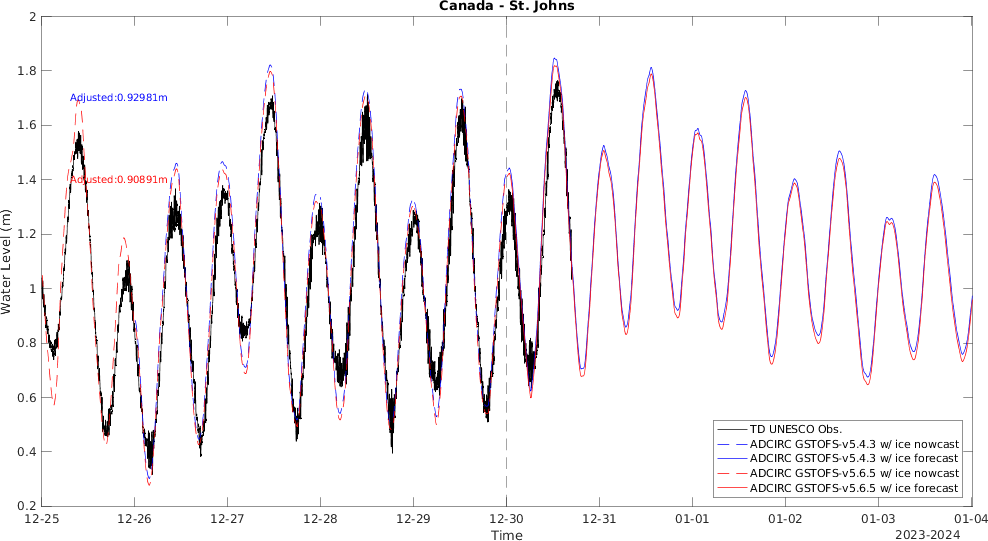 Canada - St. Johns
2
1.8
1.6
1.4
1.2
1
0.8
0.6
0.4
0.2
Water Level (m)
Adjusted:0.92981m
Adjusted:0.90891m
TD UNESCO Obs.
ADCIRC GSTOFS-v5.4.3 w/ ice nowcast
ADCIRC GSTOFS-v5.4.3 w/ ice forecast
ADCIRC GSTOFS-v5.6.5 w/ ice nowcast
ADCIRC GSTOFS-v5.6.5 w/ ice forecast
12-25 12-26 12-27 12-28 12-29 12-30 12-31 01-01 01-02 01-03 01-04
Time
2023-2024